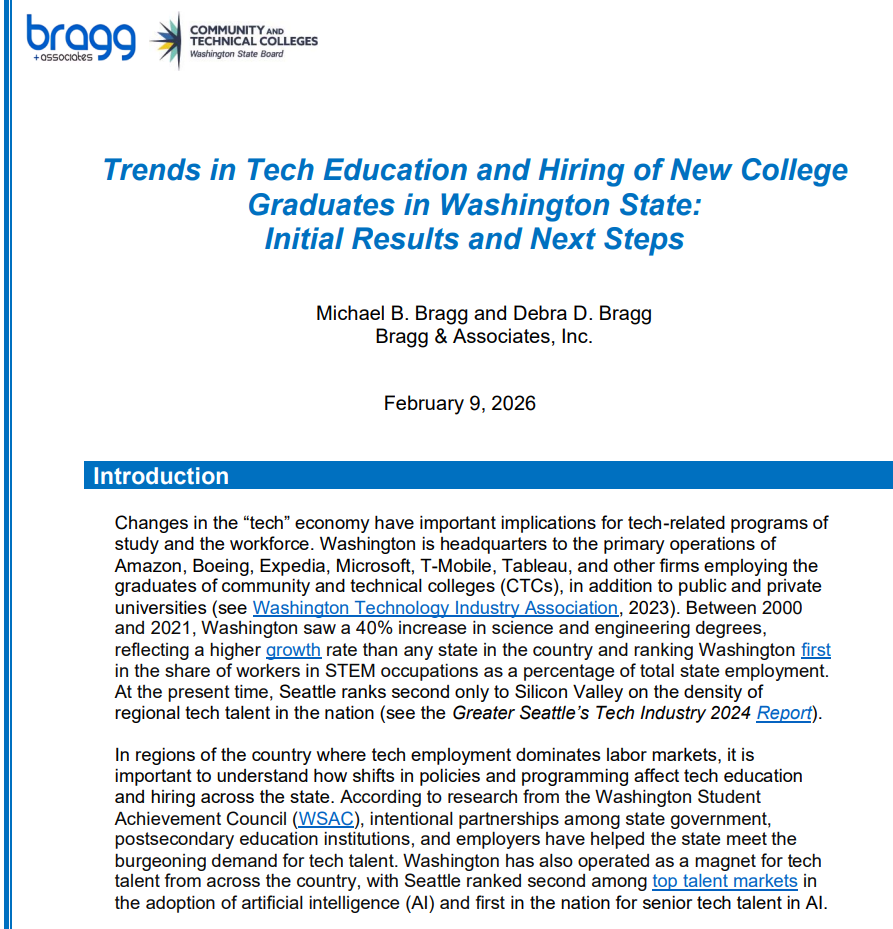 bragg
+associates
COMMUNITY AND
TECHNICAL COLLEGES
Washington State Board
Trends in Tech Education and Hiring of New College
Graduates in Washington State:
Initial Results and Next Steps
Michael B. Bragg and Debra D. Bragg
Bragg & Associates, Inc.
February 9, 2026
Introduction
Changes in the “tech” economy have important implications for tech-related programs of
study and the workforce. Washington is headquarters to the primary operations of
Amazon, Boeing, Expedia, Microsoft, T-Mobile, Tableau, and other firms employing the
graduates of community and technical colleges (CTCs), in addition to public and private
universities (see Washington Technology Industry Association, 2023). Between 2000
and 2021, Washington saw a 40% increase in science and engineering degrees,
reflecting a higher growth rate than any state in the country and ranking Washington first
in the share of workers in STEM occupations as a percentage of total state employment.
At the present time, Seattle ranks second only to Silicon Valley on the density of
regional tech talent in the nation (see the Greater Seattle’s Tech Industry 2024 Report).
In regions of the country where tech employment dominates labor markets, it is
important to understand how shifts in policies and programming affect tech education
and hiring across the state. According to research from the Washington Student
Achievement Council (WSAC), intentional partnerships among state government,
postsecondary education institutions, and employers have helped the state meet the
burgeoning demand for tech talent. Washington has also operated as a magnet for tech
talent from across the country, with Seattle ranked second among top talent markets in
the adoption of artificial intelligence (AI) and first in the nation for senior tech talent in AI.